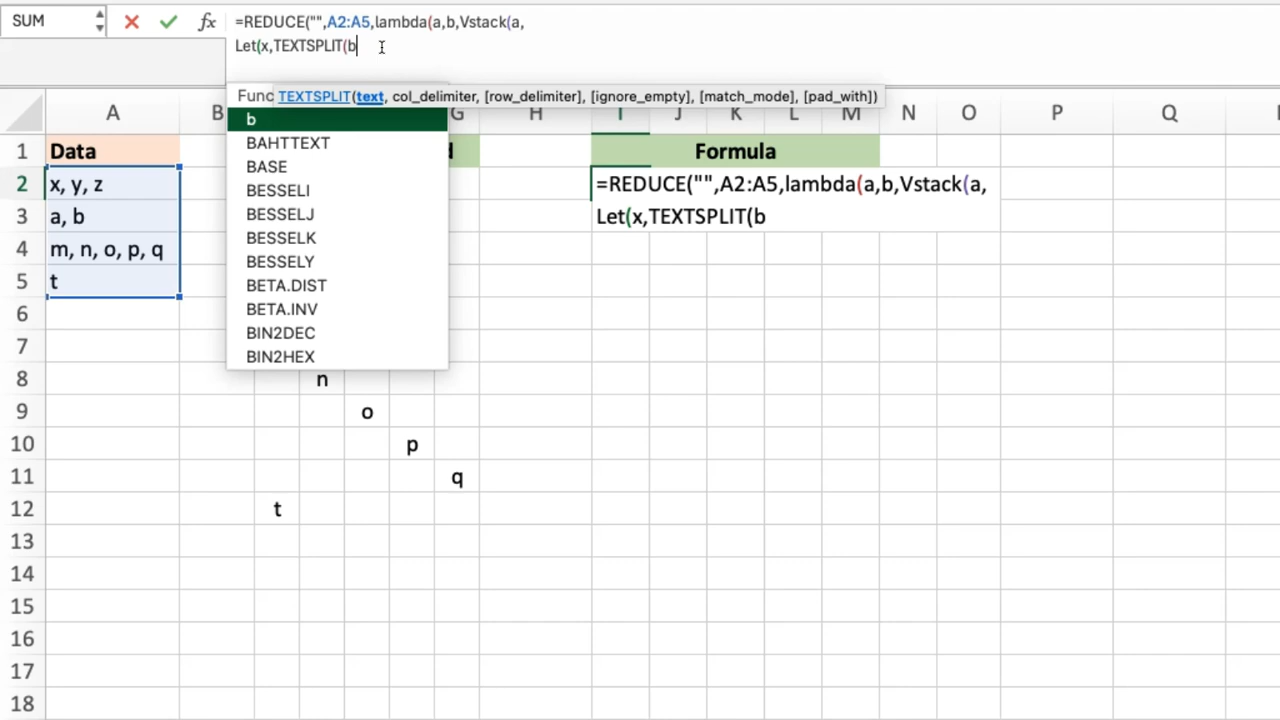 SUM
fx
=REDUCE("",A2:A5,lambda(a,b,Vstack(a,
Let(x,TEXTSPLIT(b
Func
TEXTSPLIT(text, col_delimiter, [row_delimiter], [ignore_empty], [match_mode], [pad_with])
b
BAHTTEXT
BASE
BESSELI
BESSELJ
BESSELK
BESSELY
BETA.DIST
BETA.INV
BIN2DEC
BIN2HEX
A B G H I J K L M N O P Q
1 Data d Formula
2 x, y, z =REDUCE("",A2:A5,lambda(a,b,Vstack(a,
3 a, b Let(x,TEXTSPLIT(b
4 m, n, o, p, q
5 t
6
7
8 n
9 o
10 p
11 q
12 t
13
14
15
16
17
18